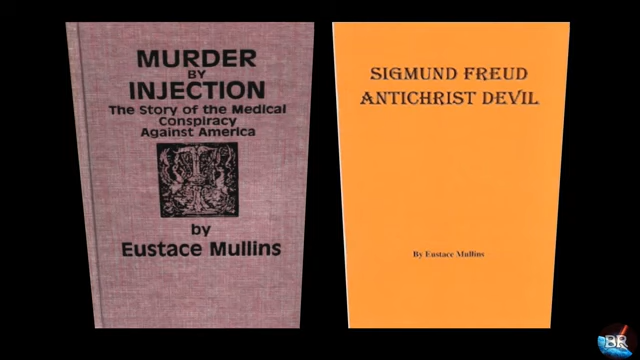 MURDER
BY
INJECTION
The Story of the Medical
Conspiracy
Against America
by
Eustace Mullins
SIGMUND FREUD
ANTICHRIST DEVIL
By Eustace Mullins
BR